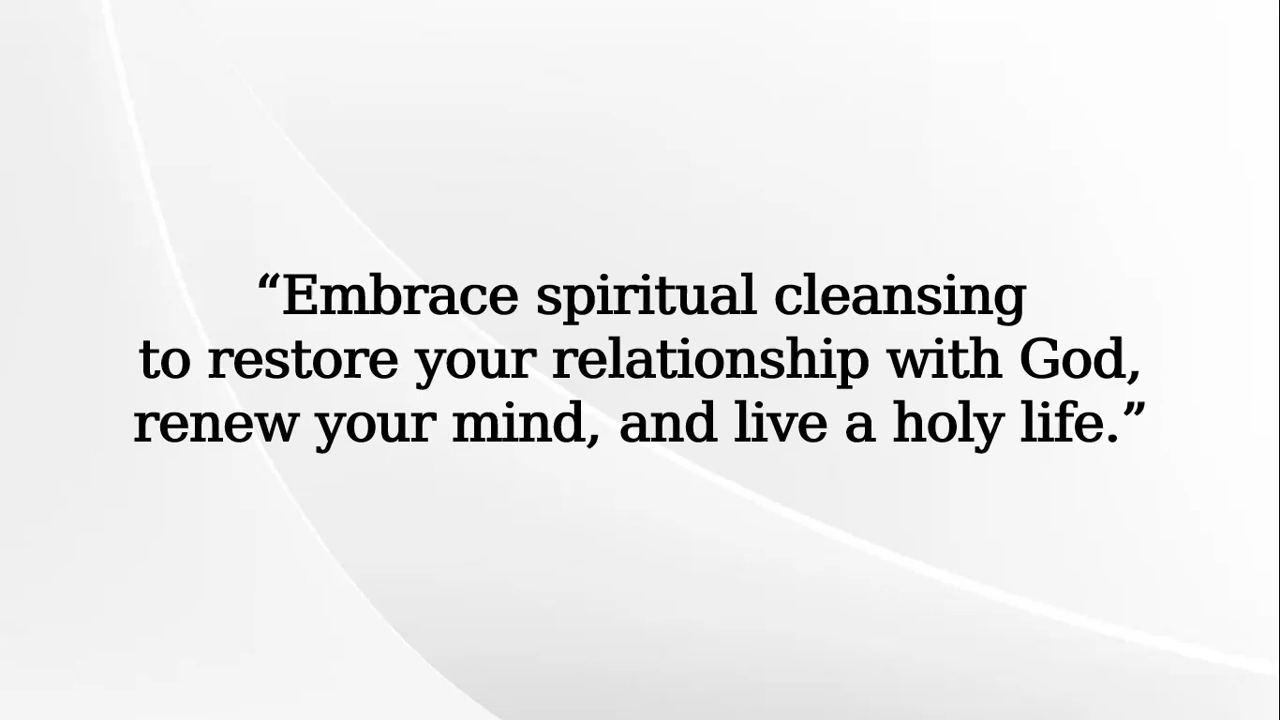 “Embrace spiritual cleansing
to restore your relationship with God,
renew your mind, and live a holy life.”